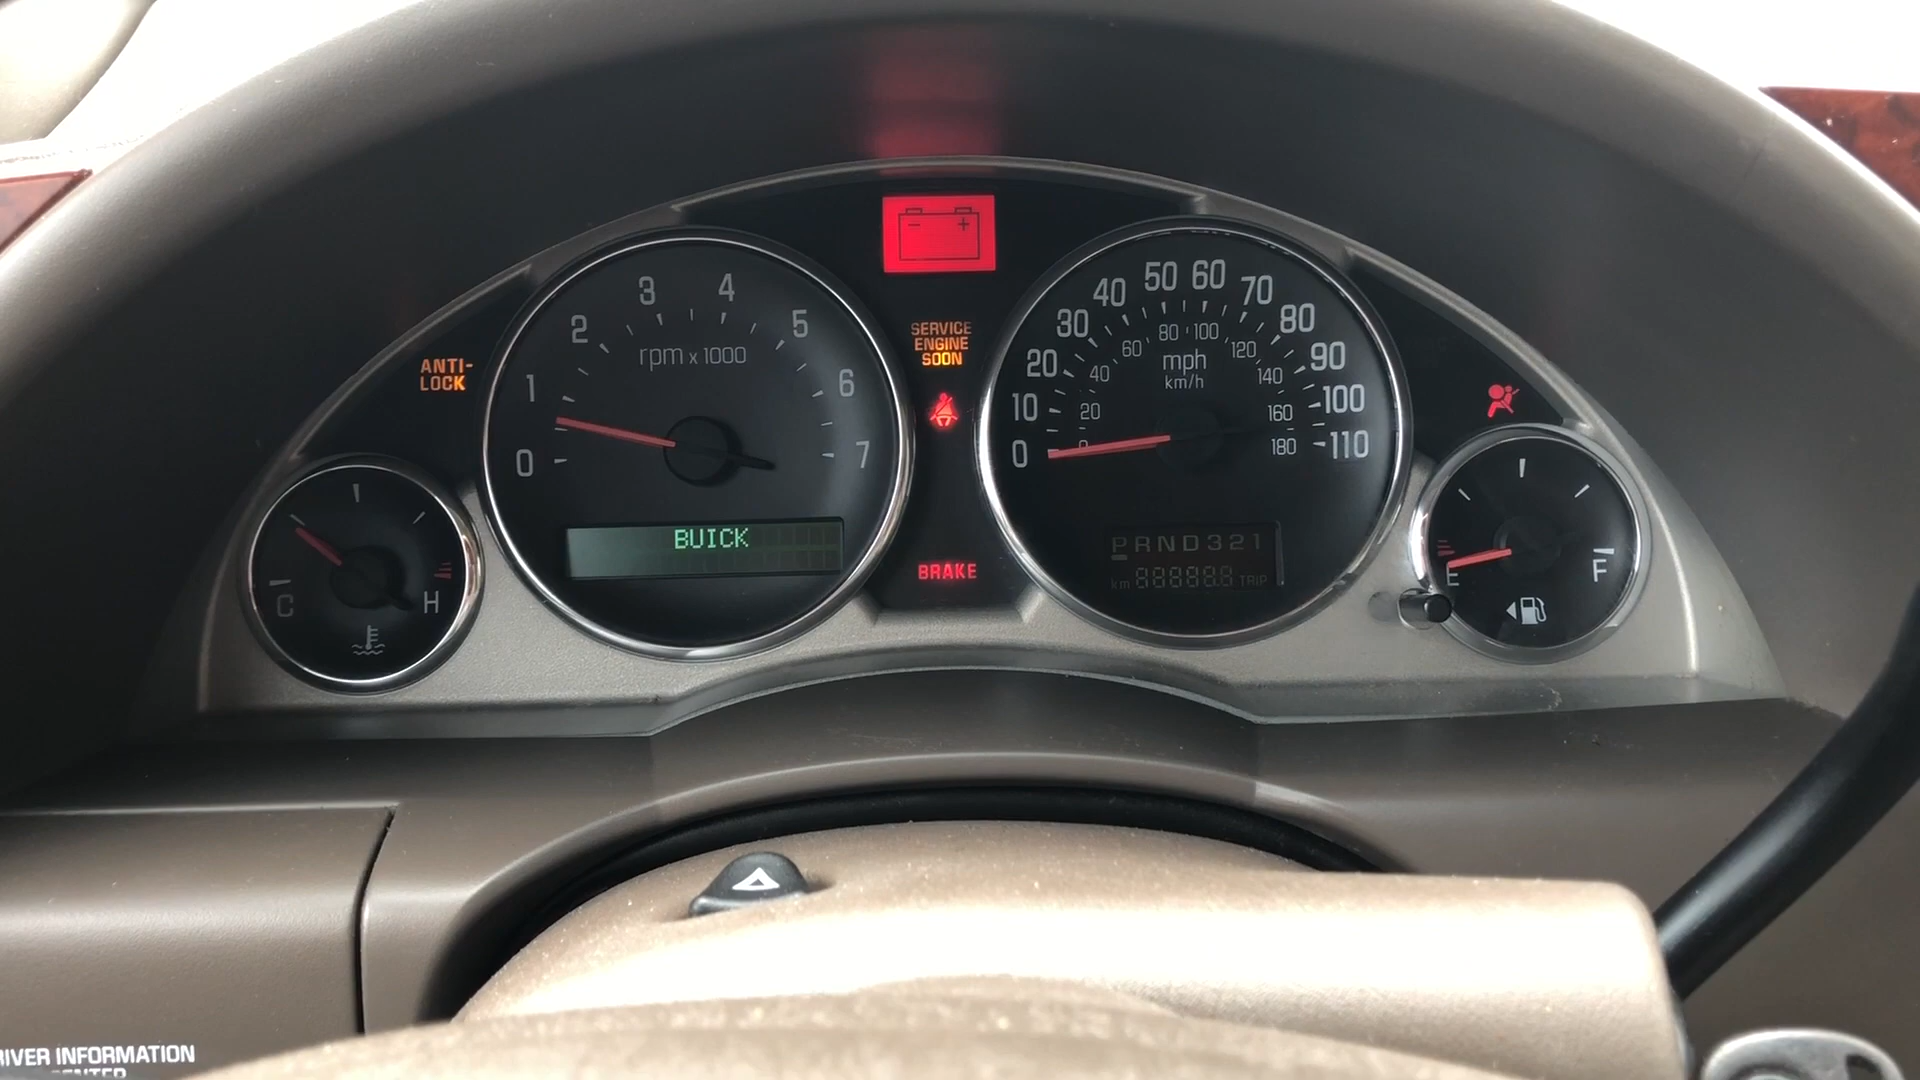 ANTI-
LOCK
0
1
2
3
4
5
6
7
rpm x 1000
BUICK
C
H
- +
SERVICE
ENGINE
SOON
BRAKE
0
10
20
30
40
50
60
70
80
90
100
110
0
20
40
60
80
100
120
140
160
180
mph
km/h
PRND321
km 888888 TRIP
E
F
INFORMATION